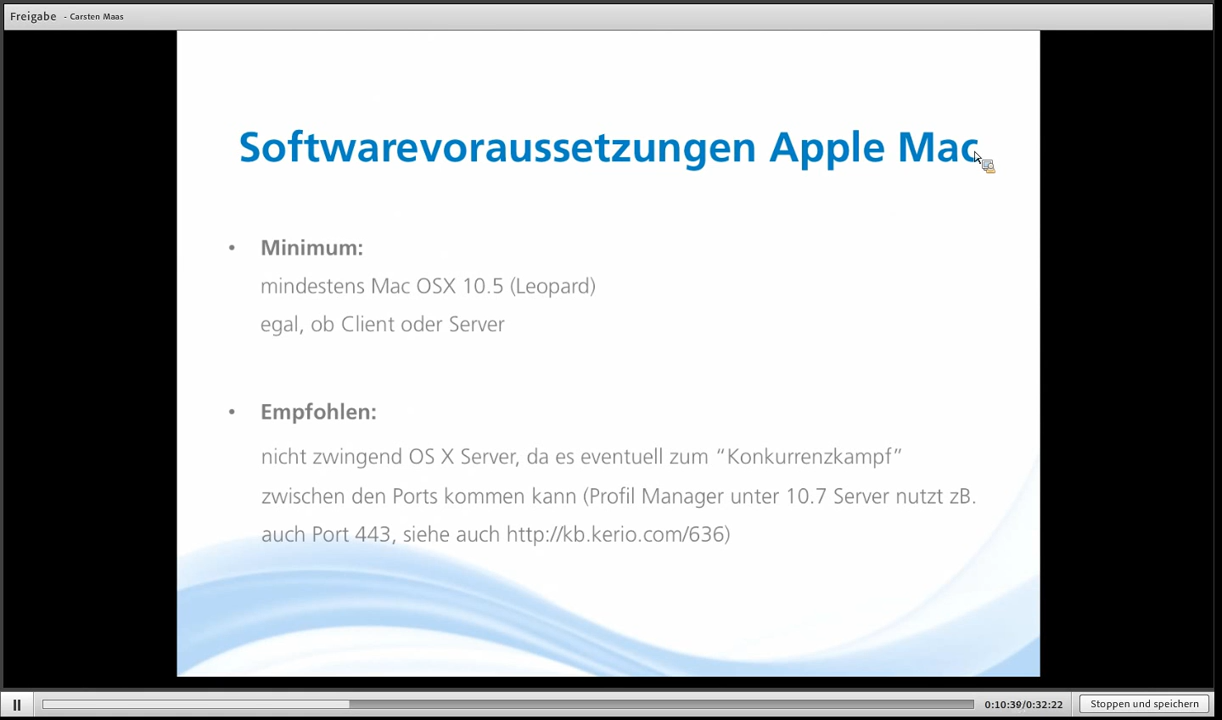 Freigabe - Carsten Maas
Softwarevoraussetzungen Apple Mac
• Minimum:
mindestens Mac OSX 10.5 (Leopard)
egal, ob Client oder Server
• Empfohlen:
nicht zwingend OS X Server, da es eventuell zum “Konkurrenzkampf”
zwischen den Ports kommen kann (Profil Manager unter 10.7 Server nutzt zB.
auch Port 443, siehe auch http://kb.kerio.com/636)
0:10:39/0:32:22 Stoppen und speichern